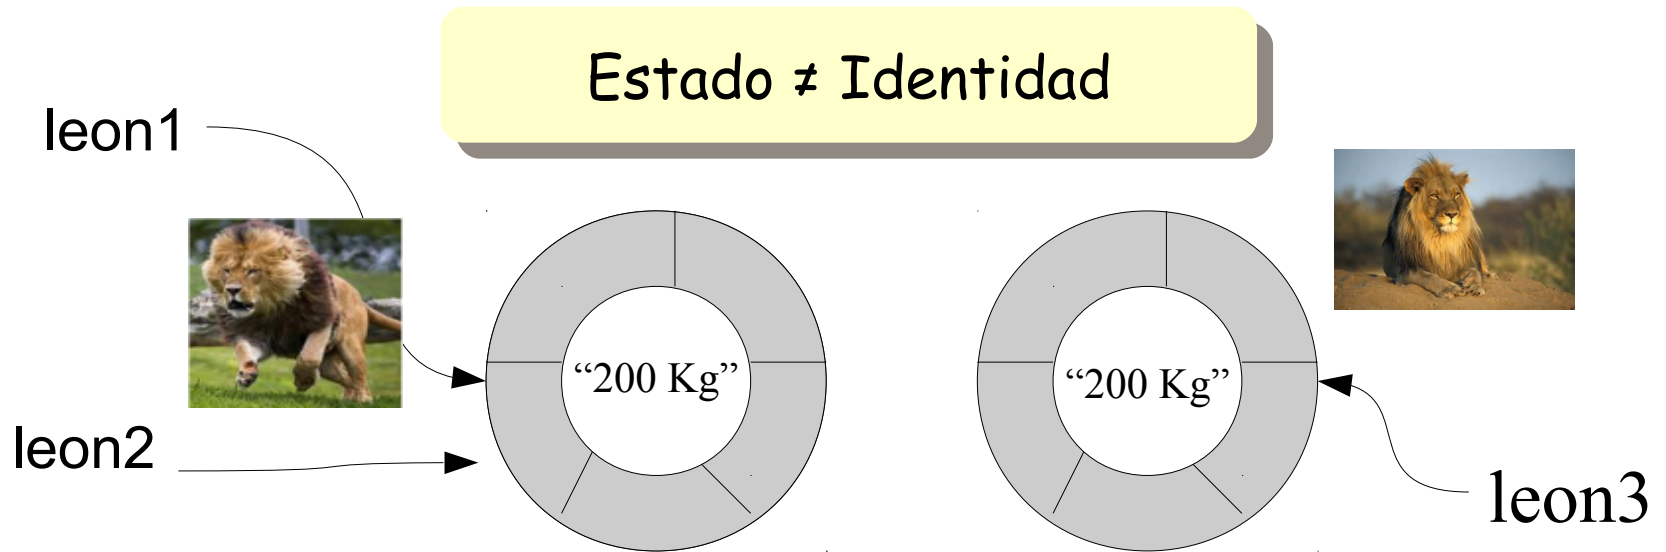 Estado ≠ Identidad
leon1
“200 Kg”
“200 Kg”
leon2
leon3